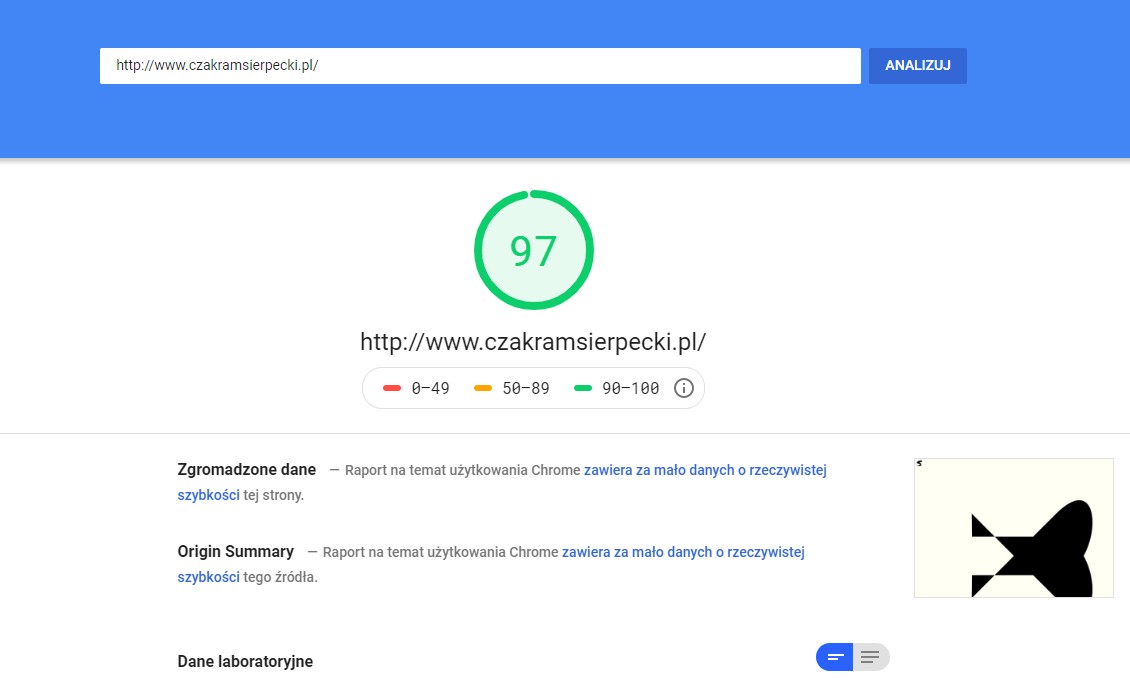 http://www.czakramsierpecki.pl/
ANALIZUJ
97
http://www.czakramsierpecki.pl/
0–49 50–89 90–100
Zgromadzone dane — Raport na temat użytkowania Chrome zawiera za mało danych o rzeczywistej
szybkości tej strony.
Origin Summary — Raport na temat użytkowania Chrome zawiera za mało danych o rzeczywistej
szybkości tego źródła.
Dane laboratoryjne